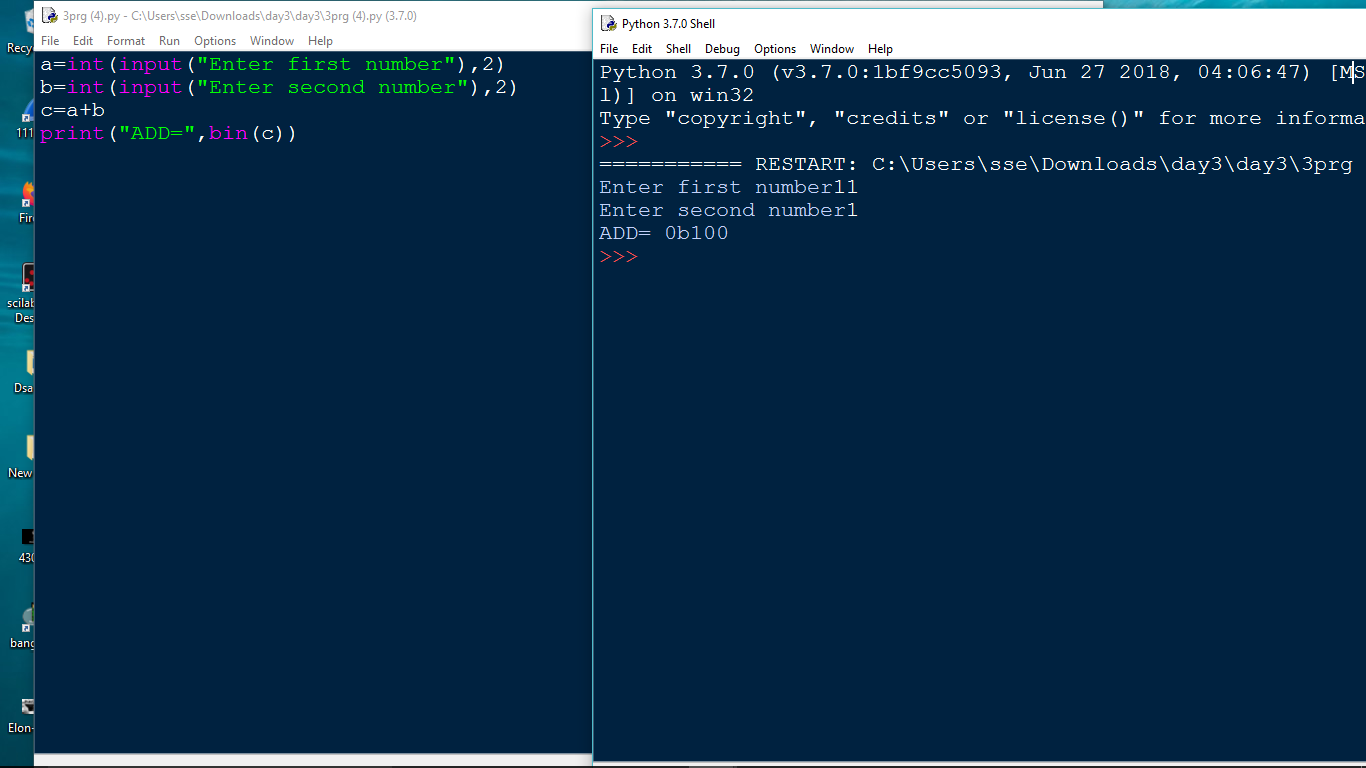 3prg (4).py - C:\Users\sse\Downloads\day3\day3\3prg (4).py (3.7.0)
File Edit Format Run Options Window Help
a=int(input("Enter first number"),2)
b=int(input("Enter second number"),2)
c=a+b
print("ADD=",bin(c))
Python 3.7.0 Shell
File Edit Shell Debug Options Window Help
Python 3.7.0 (v3.7.0:1bf9cc5093, Jun 27 2018, 04:06:47) [MS
l)] on win32
Type "copyright", "credits" or "license()" for more informa
>>>
=========== RESTART: C:\Users\sse\Downloads\day3\day3\3prg
Enter first number11
Enter second number1
ADD= 0b100
>>>
Recy
111
Fire
scilab
Des
Dsa
New
430
bang
Elon-